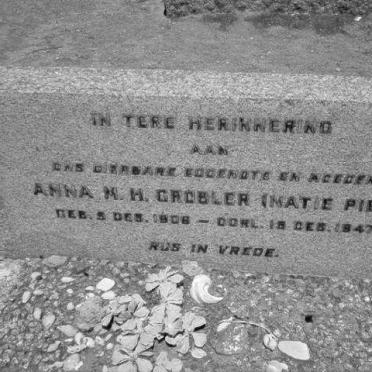 IN TERE HERINNERING
AAN
ONS DIERBARE EGGENOTE EN
ANNA M. H. GROBLER (NATIE
GEB. 5 DES. 1906 — OORL. 18 DES. 1947
RUS IN VREDE.